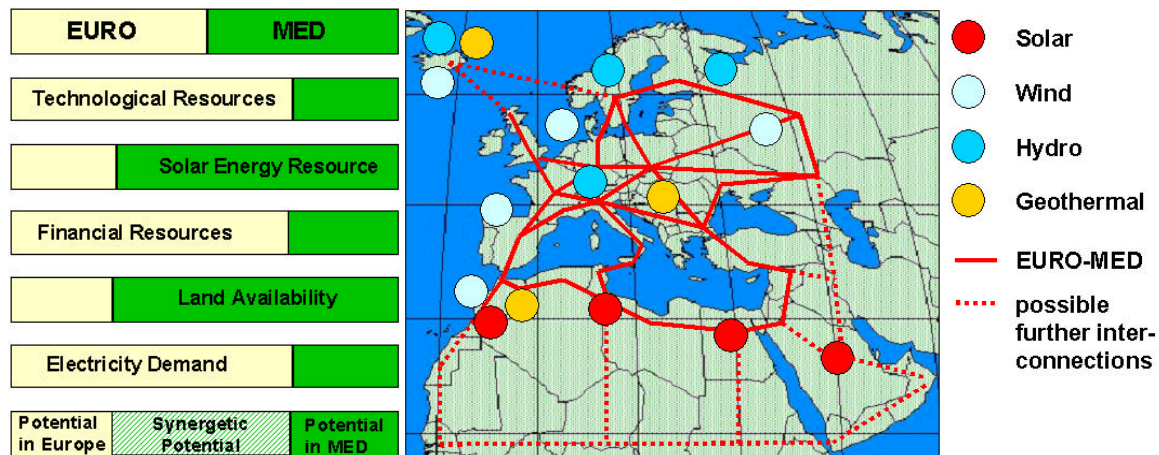 EURO MED
Technological Resources
Solar Energy Resource
Financial Resources
Land Availability
Electricity Demand
Potential
in Europe
Synergetic
Potential
Potential
in MED
Solar
Wind
Hydro
Geothermal
EURO-MED
possible
further inter-
connections